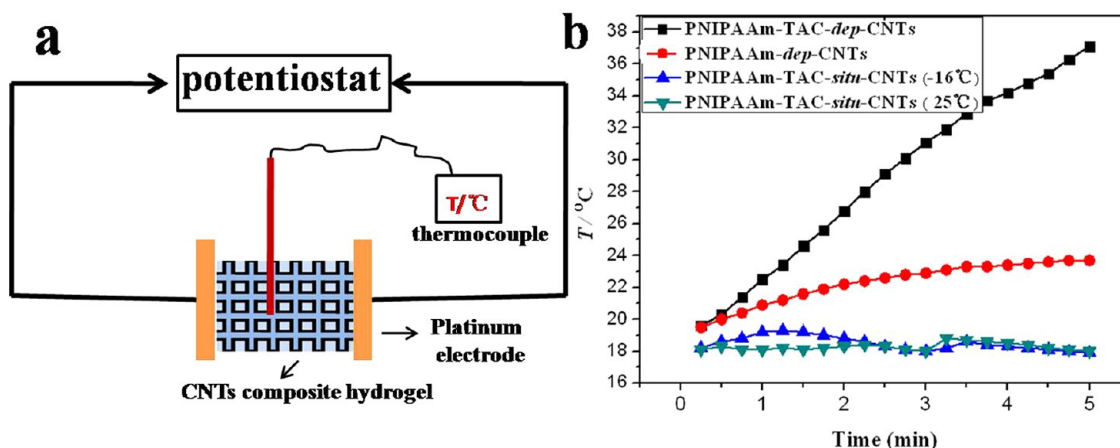 a
potentiostat
T/℃
thermocouple
Platinum
electrode
CNTs composite hydrogel
b
PNIPAAm-TAC-dep-CNTs
PNIPAAm-dep-CNTs
PNIPAAm-TAC-situ-CNTs (-16℃)
PNIPAAm-TAC-situ-CNTs ( 25℃)
38
36
34
32
30
28
26
24
22
20
18
16
T / °C
0 1 2 3 4 5
Time (min)